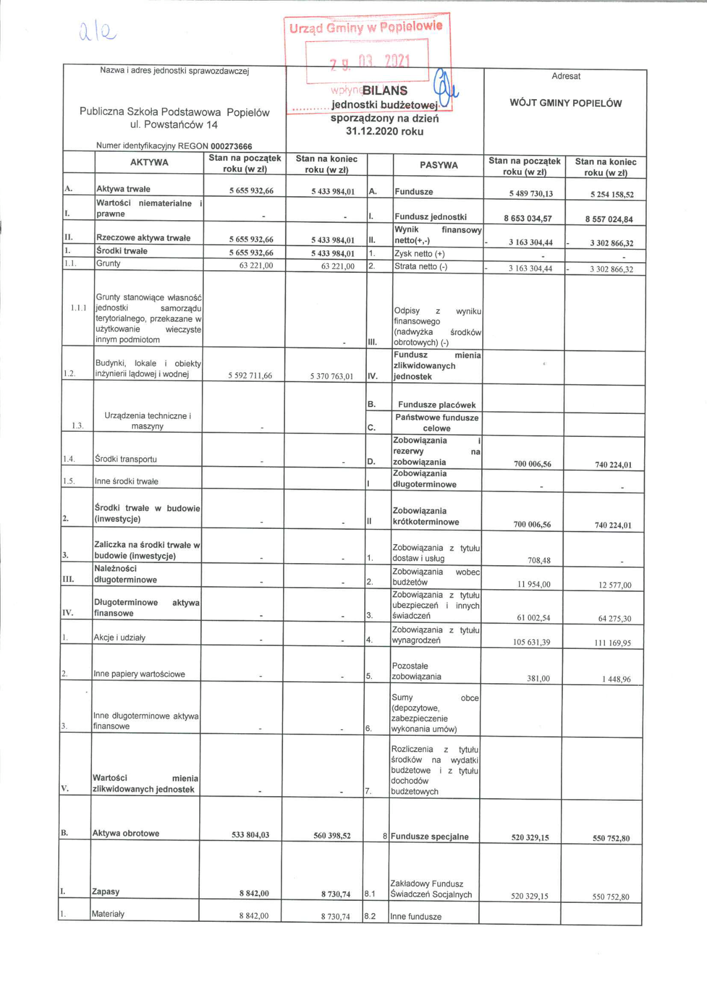 a/a
Urząd Gminy w Popielowie
29. 03. 2021
Nazwa i adres jednostki sprawozdawczej
Publiczna Szkoła Podstawowa Popielów
ul. Powstańców 14
Numer identyfikacyjny REGON 000273666
BILANS
jednostki budżetowej
sporządzony na dzień
31.12.2020 roku
Adresat
WÓJT GMINY POPIELÓW
AKTYWA Stan na początek roku (w zł) Stan na koniec roku (w zł) PASYWA Stan na początek roku (w zł) Stan na koniec roku (w zł)
A. Aktywa trwałe 5 655 932,66 5 433 984,01 A. Fundusze 5 489 730,13 5 254 158,52
I. Wartości niematerialne i prawne - - I. Fundusz jednostki 8 653 034,57 8 557 024,84
II. Rzeczowe aktywa trwałe 5 655 932,66 5 433 984,01 II. Wynik finansowy netto(+,-) - 3 163 304,44 - 3 302 866,32
1. Środki trwałe 5 655 932,66 5 433 984,01 1. Zysk netto (+) - -
1.1. Grunty 63 221,00 63 221,00 2. Strata netto (-) - 3 163 304,44 - 3 302 866,32
1.1.1 Grunty stanowiące własność jednostki samorządu terytorialnego, przekazane w użytkowanie wieczyste innym podmiotom - III. Odpisy z wyniku finansowego (nadwyżka środków obrotowych) (-)
1.2. Budynki, lokale i obiekty inżynierii lądowej i wodnej 5 592 711,66 5 370 763,01 IV. Fundusz mienia zlikwidowanych jednostek
B. Fundusze placówek
1.3. Urządzenia techniczne i maszyny - C. Państwowe fundusze celowe
1.4. Środki transportu - - D. Zobowiązania i rezerwy na zobowiązania 700 006,56 740 224,01
1.5. Inne środki trwałe I Zobowiązania długoterminowe - -
2. Środki trwałe w budowie (inwestycje) - - II Zobowiązania krótkoterminowe 700 006,56 740 224,01
3. Zaliczka na środki trwałe w budowie (inwestycje) - - 1. Zobowiązania z tytułu dostaw i usług 708,48 -
III. Należności długoterminowe - - 2. Zobowiązania wobec budżetów 11 954,00 12 577,00
IV. Długoterminowe aktywa finansowe - - 3. Zobowiązania z tytułu ubezpieczeń i innych świadczeń 61 002,54 64 275,30
1. Akcje i udziały - - 4. Zobowiązania z tytułu wynagrodzeń 105 631,39 111 169,95
2. Inne papiery wartościowe - - 5. Pozostałe zobowiązania 381,00 1 448,96
3. Inne długoterminowe aktywa finansowe - - 6. Sumy obce (depozytowe, zabezpieczenie wykonania umów)
V. Wartości mienia zlikwidowanych jednostek - - 7. Rozliczenia z tytułu środków na wydatki budżetowe i z tytułu dochodów budżetowych
B. Aktywa obrotowe 533 804,03 560 398,52 8 Fundusze specjalne 520 329,15 550 752,80
I. Zapasy 8 842,00 8 730,74 8.1 Zakładowy Fundusz Świadczeń Socjalnych 520 329,15 550 752,80
1. Materiały 8 842,00 8 730,74 8.2 Inne fundusze